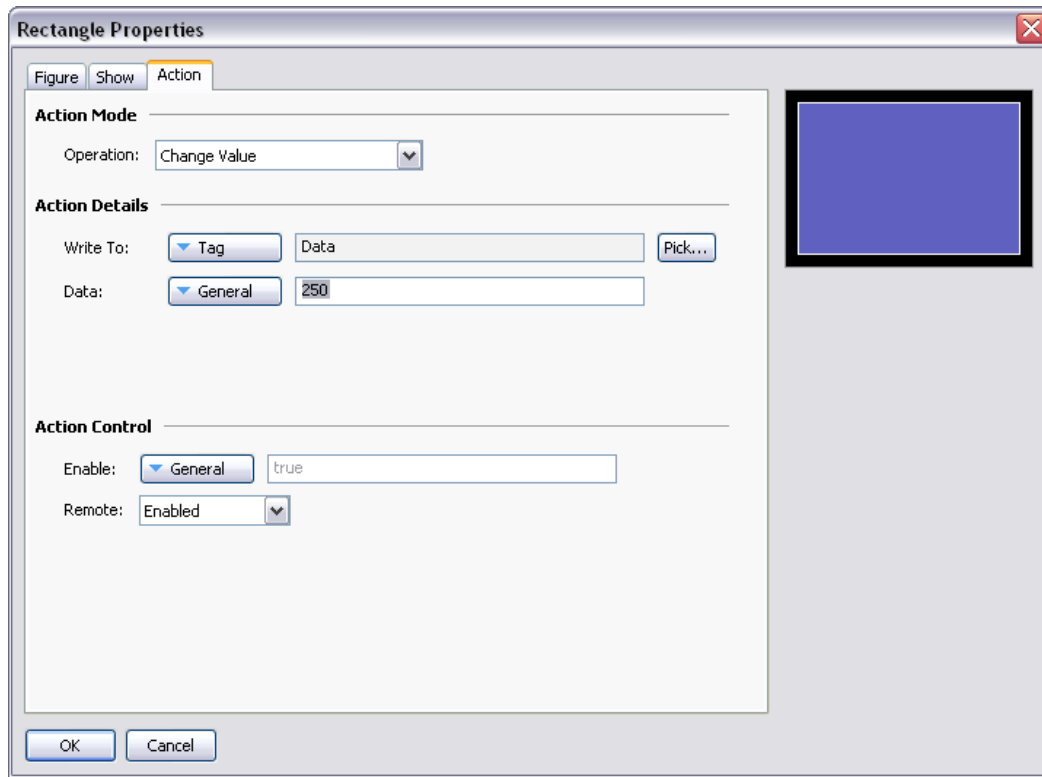 Rectangle Properties
Figure Show Action
Action Mode
Operation: Change Value
Action Details
Write To: Tag Data Pick...
Data: General 250
Action Control
Enable: General true
Remote: Enabled
OK Cancel